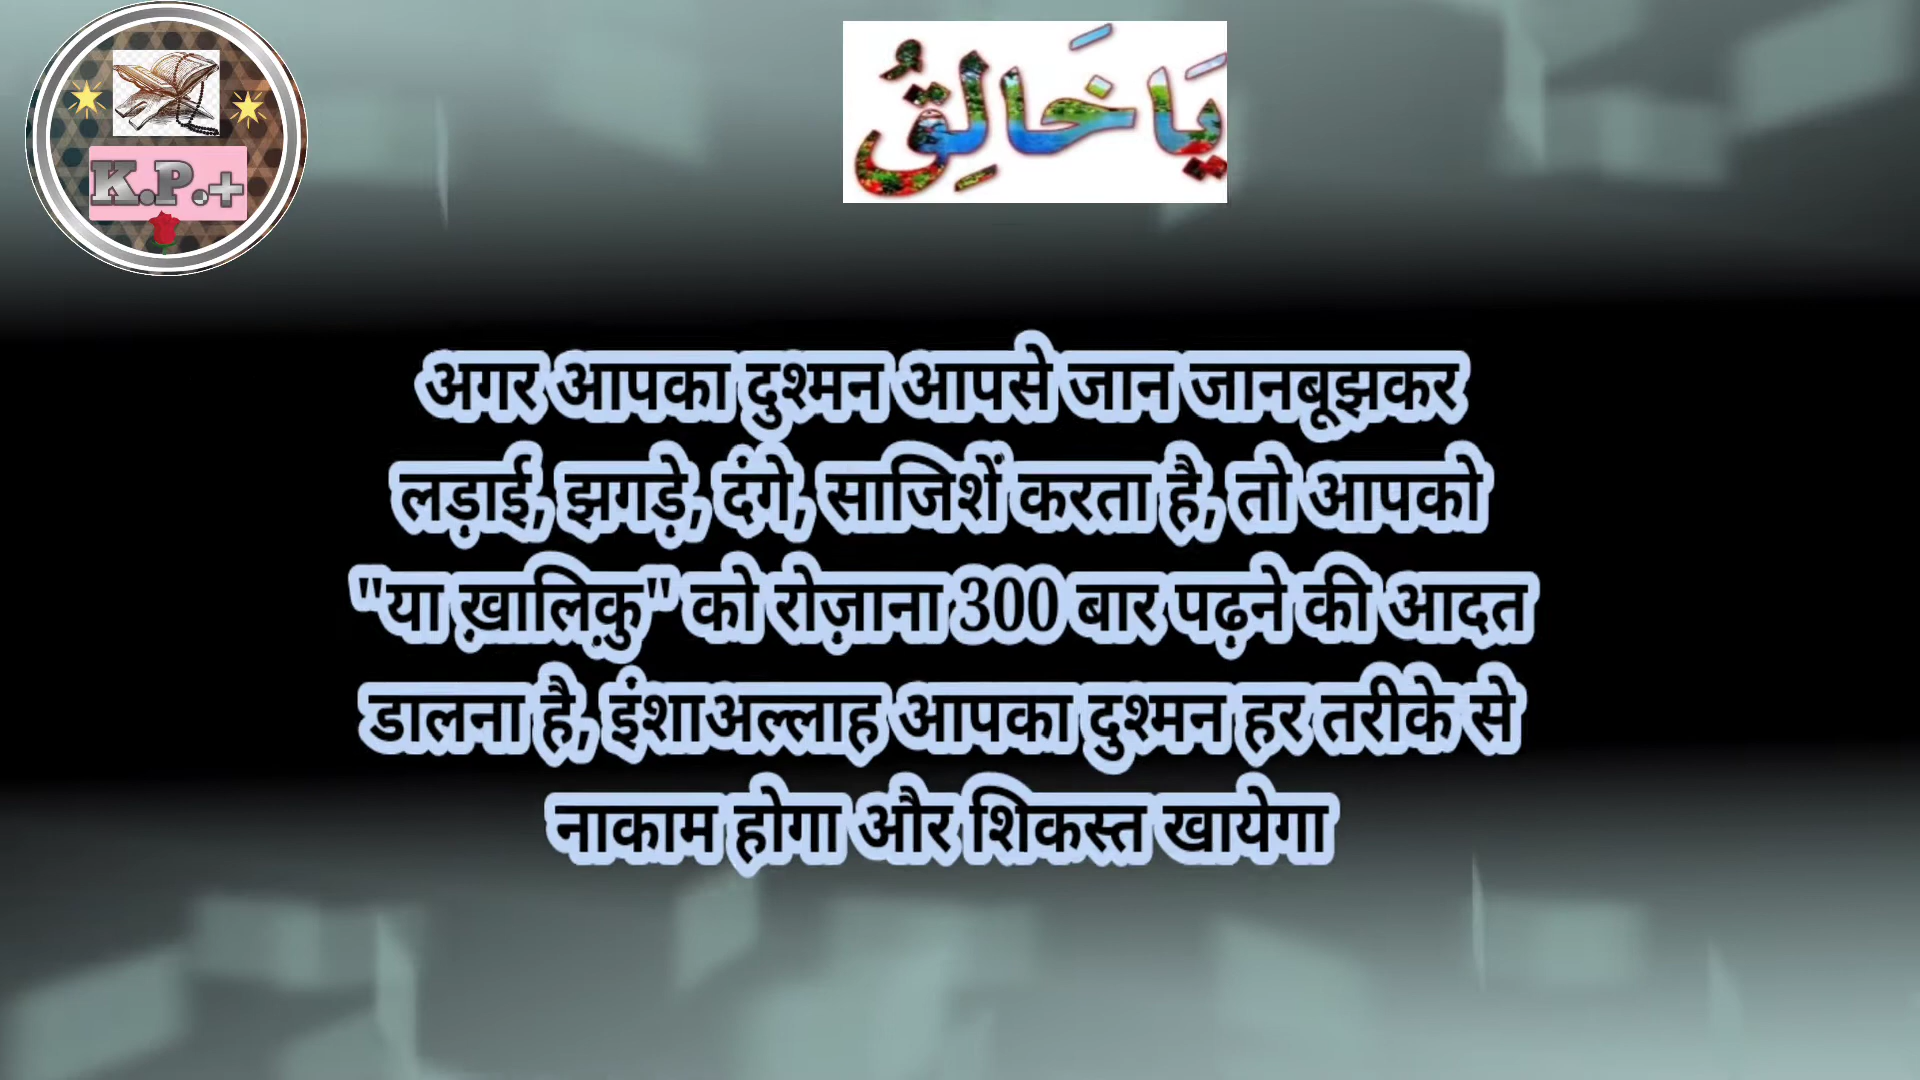 K.P.+
يَا خَالِقُ
अगर आपका दुश्मन आपसे जान जानबूझकर
लड़ाई, झगड़े, दंगे, साजिशें करता है, तो आपको
"या ख़ालिक़ु" को रोज़ाना 300 बार पढ़ने की आदत
डालना है, इंशाअल्लाह आपका दुश्मन हर तरीके से
नाकाम होगा और शिकस्त खायेगा